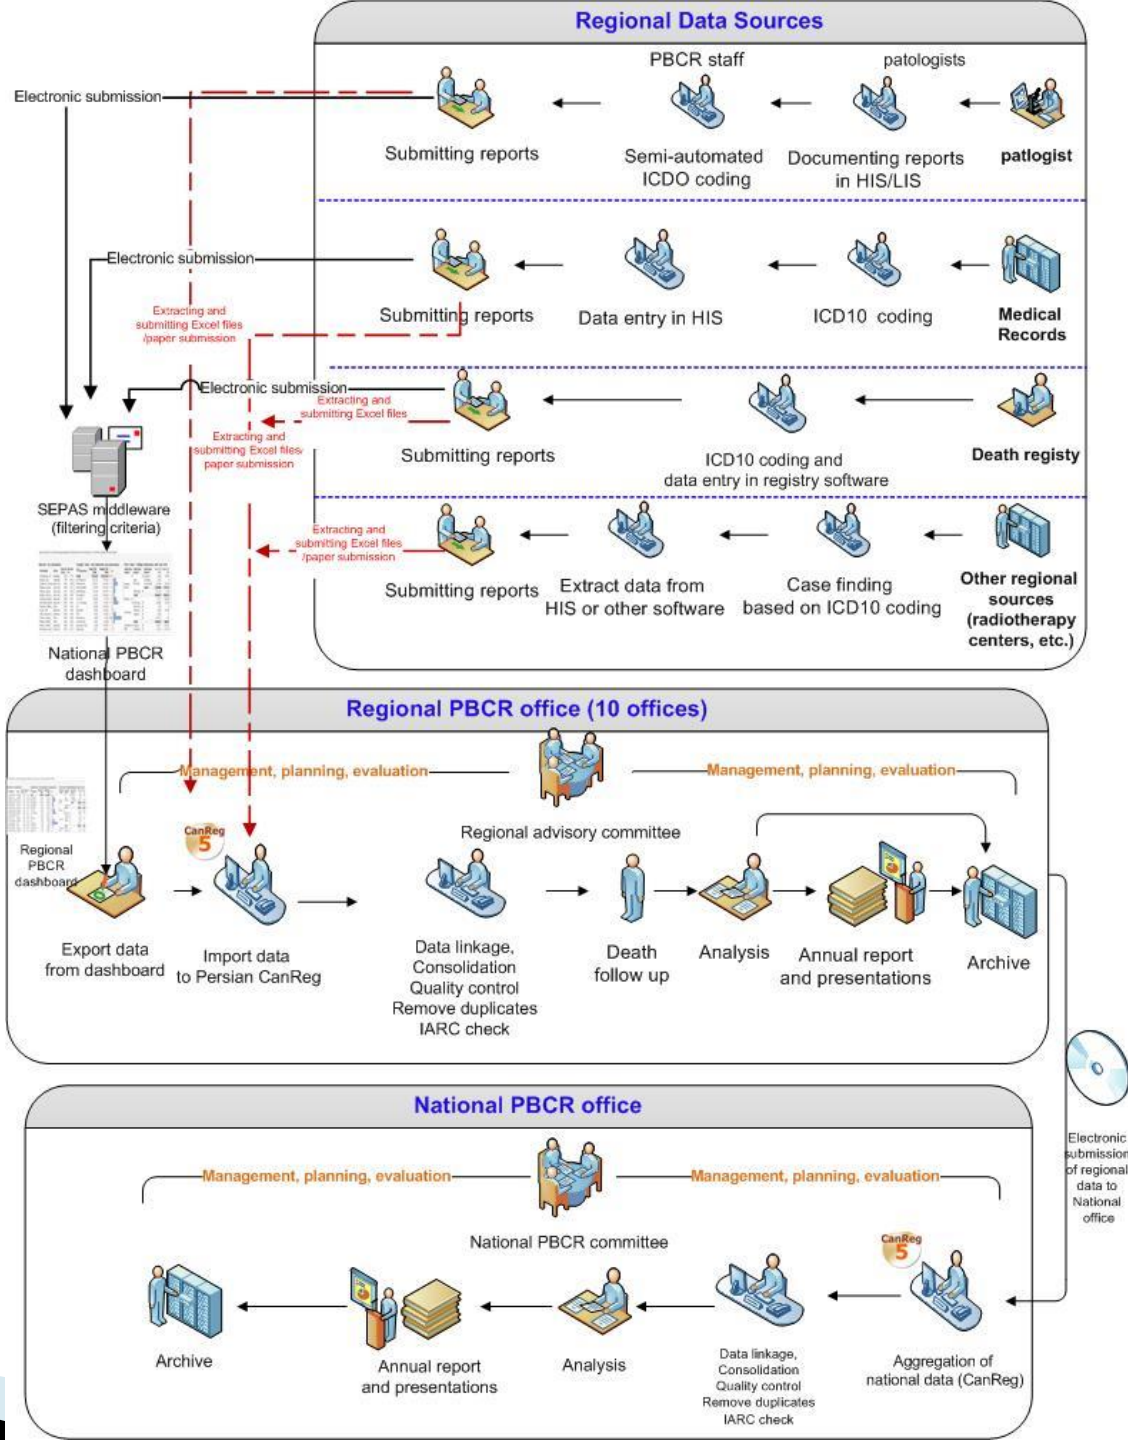 Regional Data Sources
PBCR staff
patologists
Electronic submission
Submitting reports
Semi-automated
ICDO coding
Documenting reports
in HIS/LIS
patlogist
Electronic submission
Extracting and
submitting Excel files
/paper submission
Submitting reports
Data entry in HIS
ICD10 coding
Medical
Records
Electronic submission
Extracting and
submitting Excel files
Extracting and
submitting Excel files/
paper submission
Submitting reports
ICD10 coding and
data entry in registry software
Death registy
SEPAS middleware
(filtering criteria)
Extracting and
submitting Excel files
/paper submission
Submitting reports
Extract data from
HIS or other software
Case finding
based on ICD10 coding
Other regional
sources
(radiotherapy
centers, etc.)
National PBCR
dashboard
Regional PBCR office (10 offices)
Management, planning, evaluation
Management, planning, evaluation
Regional advisory committee
CanReg
5
Regional
PBCR
dashboard
Export data
from dashboard
Import data
to Persian CanReg
Data linkage,
Consolidation
Quality control
Remove duplicates
IARC check
Death
follow up
Analysis
Annual report
and presentations
Archive
Electronic
submission
of regional
data to
National
office
National PBCR office
Management, planning, evaluation
Management, planning, evaluation
National PBCR committee
CanReg
5
Archive
Annual report
and presentations
Analysis
Data linkage,
Consolidation
Quality control
Remove duplicates
IARC check
Aggregation of
national data (CanReg)